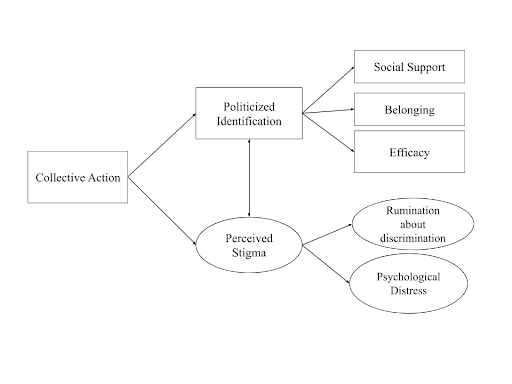 Social Support
Politicized
Identification
Belonging
Efficacy
Collective Action
Perceived
Stigma
Rumination
about
discrimination
Psychological
Distress